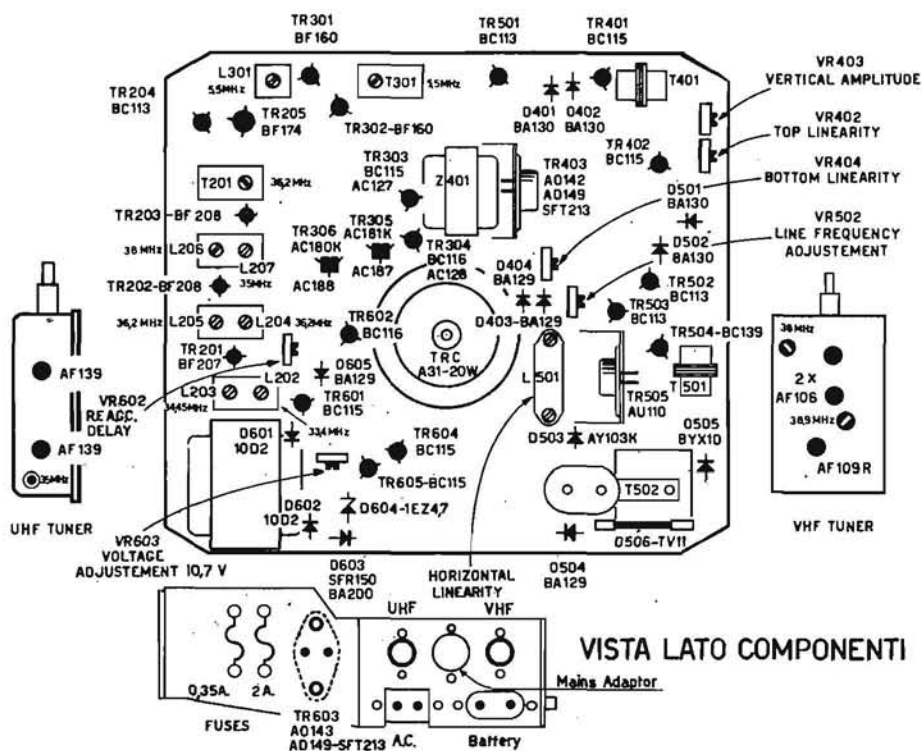 TR301
BF160
TR501
BC113
TR401
BC115
L301
5,5MHz
T301
5,5MHz
T401
VR403
VERTICAL AMPLITUDE
TR204
BC113
TR205
BF174
TR302-BF160
D401
BA130
D402
BA130
VR402
TOP LINEARITY
TR402
BC115
TR303
BC115
AC127
Z401
TR403
AD142
AD149
SFT213
VR404
BOTTOM LINEARITY
T201
36,2MHz
D501
BA130
TR203-BF208
TR306
AC180K
TR305
AC181K
VR502
LINE FREQUENCY
ADJUSTMENT
38 MHz
L206
L207
35MHz
AC188
AC187
TR304
BC116
AC128
D404
BA129
D502
BA130
TR202-BF208
TR502
BC113
D403-BA129
TR503
BC113
36,2 MHz
L205
L204
36,2MHz
TR602
BC116
TR504-BC139
38 MHz
TR201
BF207
TRC
A31-20W
L501
T501
AF139
VR602
REAGC.
DELAY
D605
BA129
L202
L203
34,45MHz
33,4MHz
TR601
BC115
TR505
AU110
2 X
AF106
38,9MHz
D601
10D2
TR604
BC115
D503
AY103K
D505
BYX10
AF139
35MHz
TR605-BC115
AF109R
T502
UHF TUNER
D602
10D2
D604-1EZ4,7
VHF TUNER
D506-TV11
VR603
VOLTAGE
ADJUSTEMENT 10,7 V
D603
SFR150
BA200
HORIZONTAL
LINEARITY
D504
BA129
UHF
VHF
VISTA LATO COMPONENTI
Mains Adaptor
0,35A.
2A.
FUSES
TR603
AD143
AD149-SFT213
A.C.
Battery